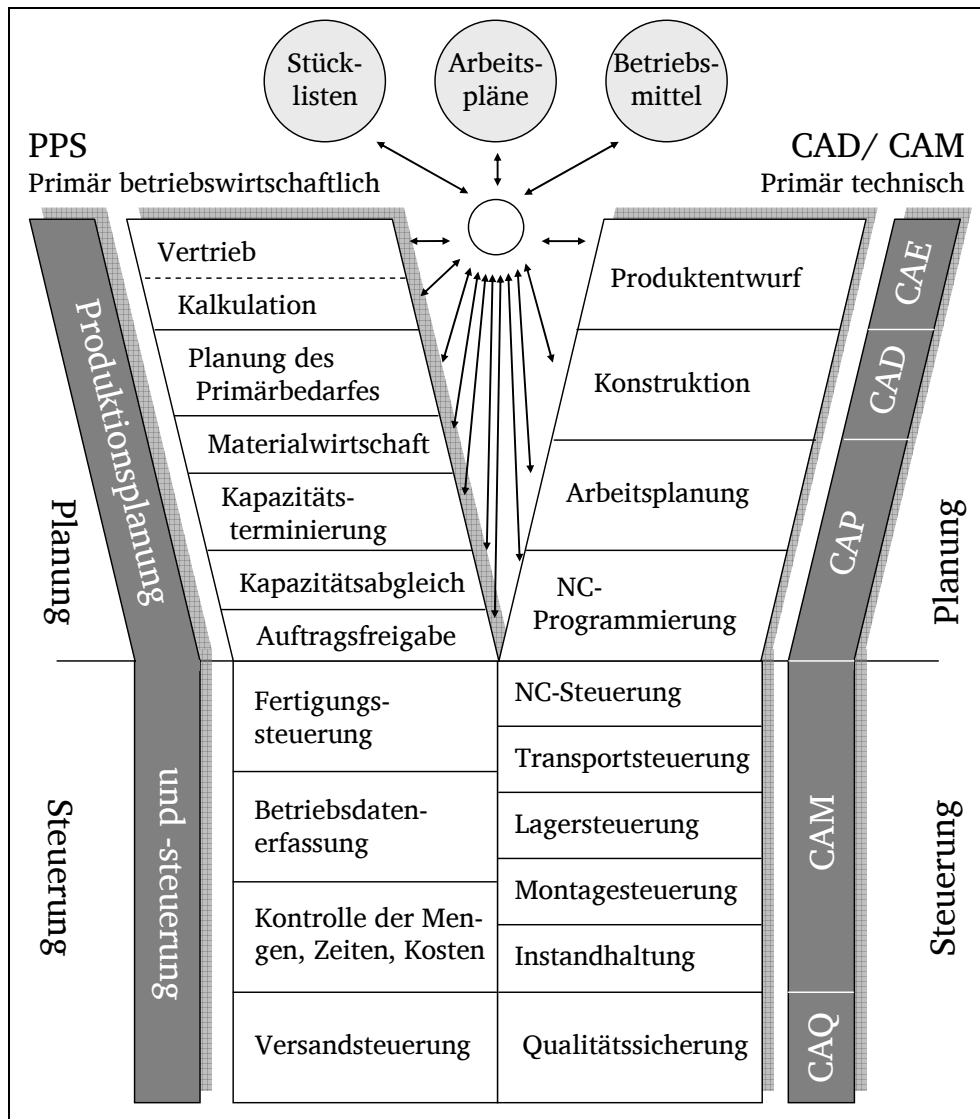 Stück-
listen
Arbeits-
pläne
Betriebs-
mittel
PPS
Primär betriebswirtschaftlich
CAD/ CAM
Primär technisch
Produktionsplanung
und -steuerung
Planung
Steuerung
Vertrieb
Kalkulation
Planung des
Primärbedarfes
Materialwirtschaft
Kapazitäts-
terminierung
Kapazitätsabgleich
Auftragsfreigabe
Fertigungs-
steuerung
Betriebsdaten-
erfassung
Kontrolle der Men-
gen, Zeiten, Kosten
Versandsteuerung
Produktentwurf
Konstruktion
Arbeitsplanung
NC-
Programmierung
NC-Steuerung
Transportsteuerung
Lagersteuerung
Montagesteuerung
Instandhaltung
Qualitätssicherung
CAE
CAD
CAP
CAM
CAQ
Planung
Steuerung